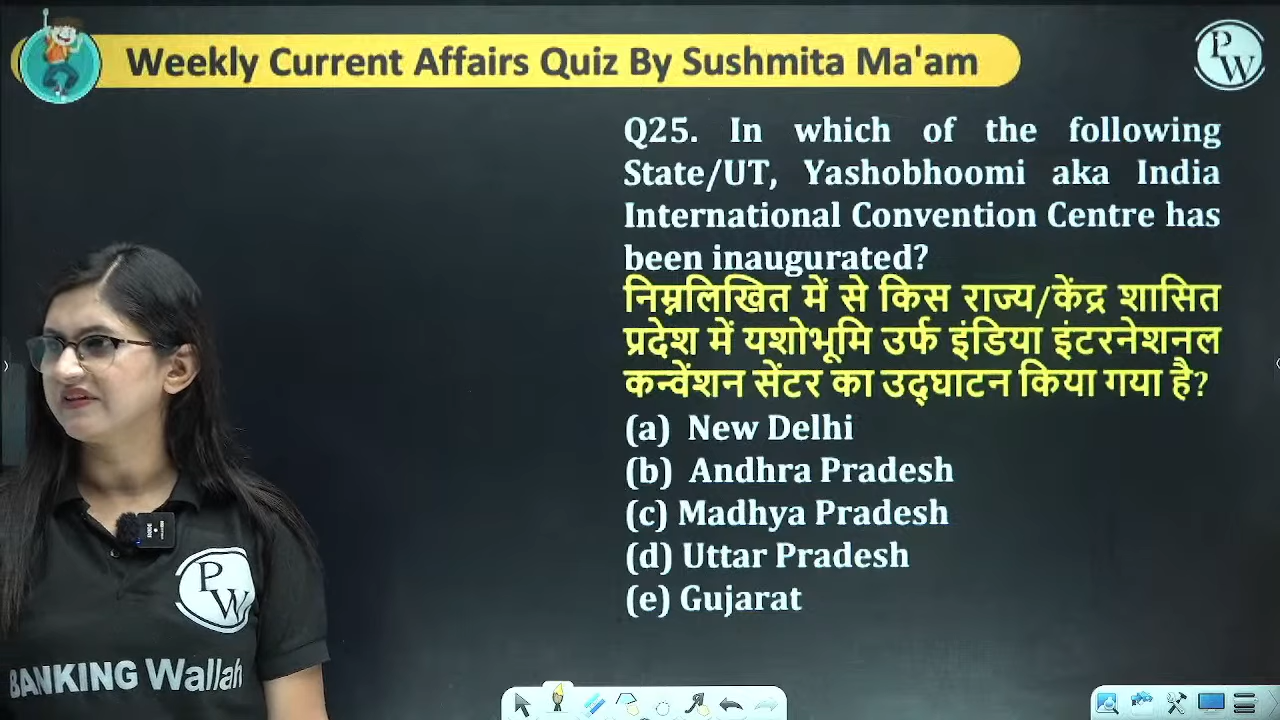 Weekly Current Affairs Quiz By Sushmita Ma'am
PW
Q25. In which of the following
State/UT, Yashobhoomi aka India
International Convention Centre has
been inaugurated?
निम्नलिखित में से किस राज्य/केंद्र शासित
प्रदेश में यशोभूमि उर्फ इंडिया इंटरनेशनल
कन्वेंशन सेंटर का उद्घाटन किया गया है?
(a) New Delhi
(b) Andhra Pradesh
(c) Madhya Pradesh
(d) Uttar Pradesh
(e) Gujarat
PW
BANKING Wallah